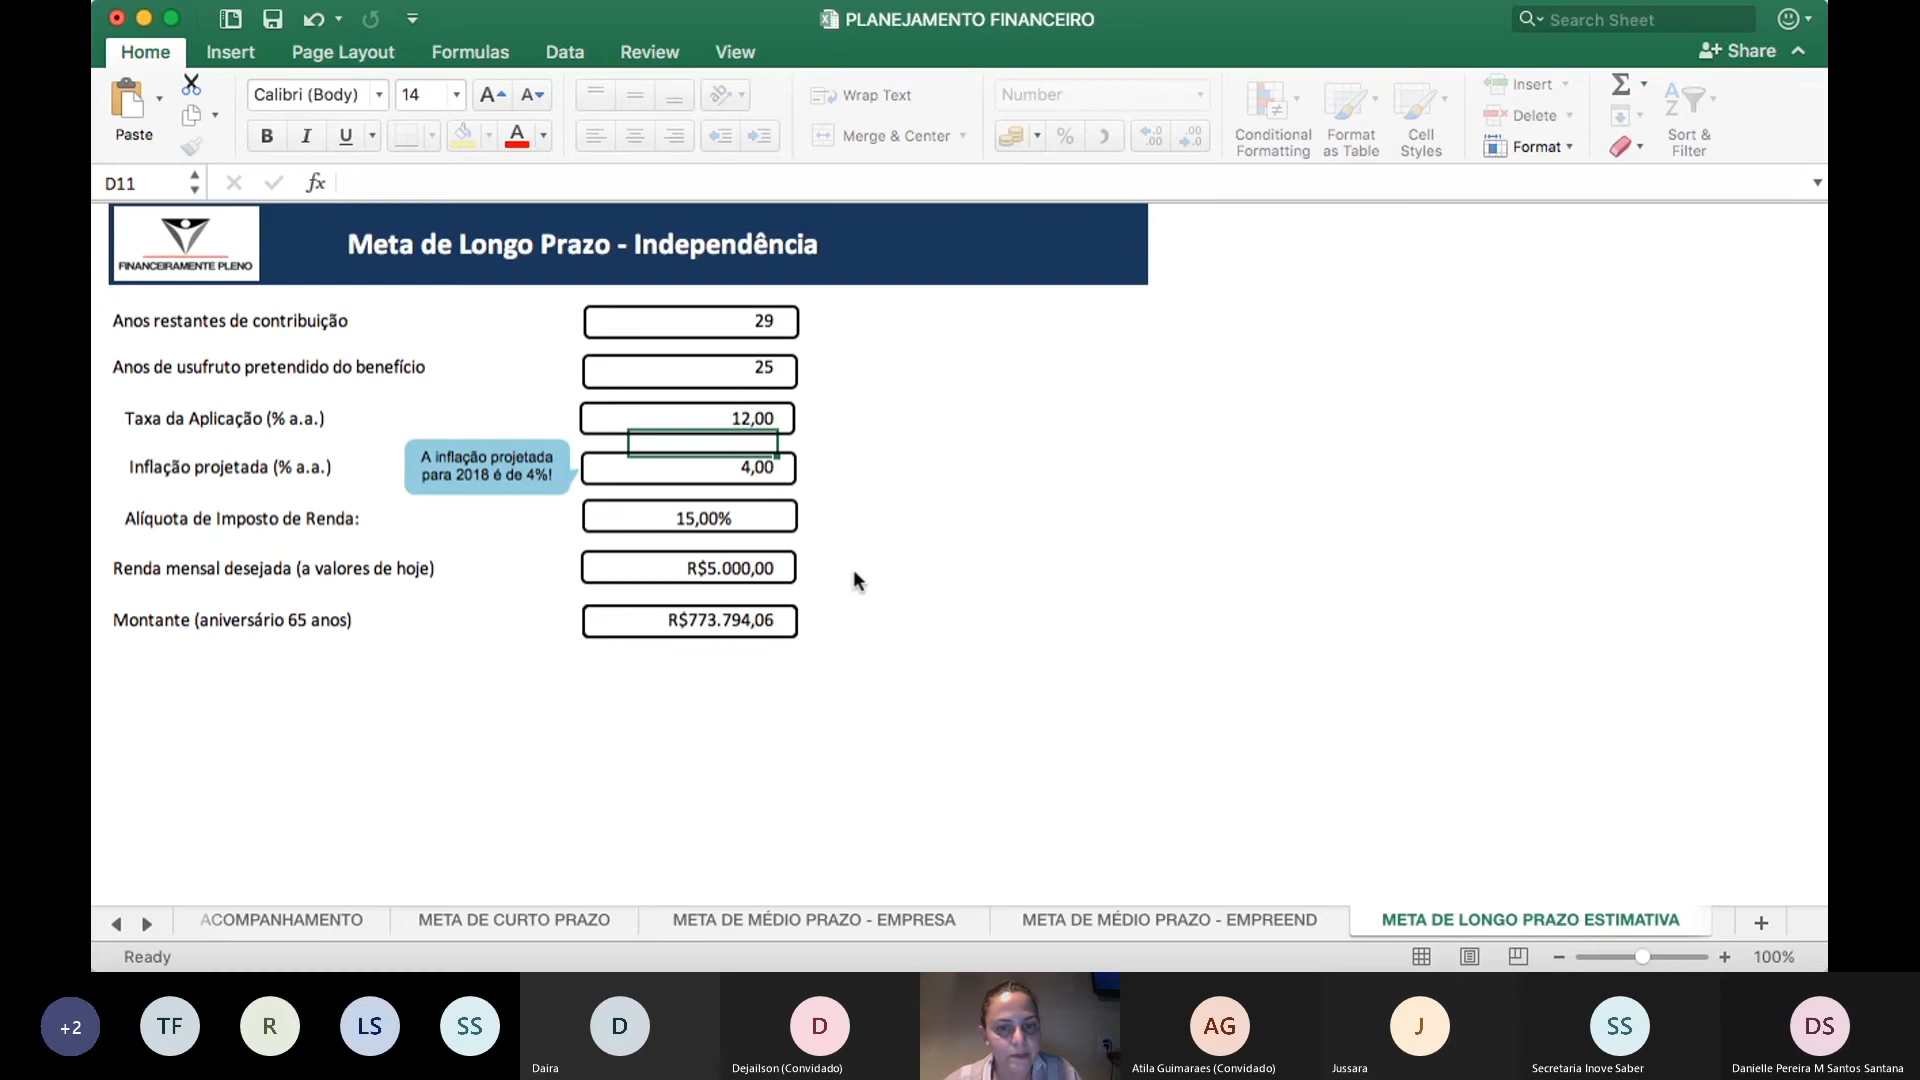 PLANEJAMENTO FINANCEIRO
Search Sheet
Home Insert Page Layout Formulas Data Review View
Share
Paste
Calibri (Body) 14
Wrap Text
Merge & Center
Number
Conditional Formatting
Format as Table
Cell Styles
Insert
Delete
Format
Sort & Filter
D11
fx
FINANCEIRAMENTE PLENO
Meta de Longo Prazo - Independência
Anos restantes de contribuição 29
Anos de usufruto pretendido do benefício 25
Taxa da Aplicação (% a.a.) 12,00
A inflação projetada
para 2018 é de 4%!
Inflação projetada (% a.a.) 4,00
Alíquota de Imposto de Renda: 15,00%
Renda mensal desejada (a valores de hoje) R$5.000,00
Montante (aniversário 65 anos) R$773.794,06
ACOMPANHAMENTO META DE CURTO PRAZO META DE MÉDIO PRAZO - EMPRESA META DE MÉDIO PRAZO - EMPREEND META DE LONGO PRAZO ESTIMATIVA
Ready
100%
+2 TF R LS SS D D AG J SS DS
Daira Dejailson (Convidado) Atila Guimaraes (Convidado) Jussara Secretaria Inove Saber Danielle Pereira M Santos Santana